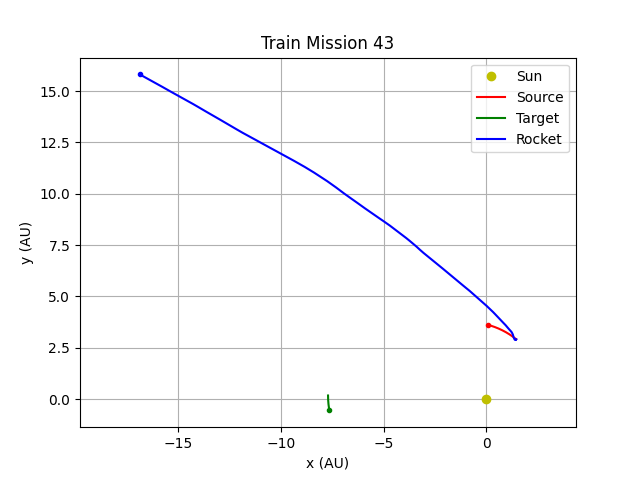 Train Mission 43
Sun
Source
Target
Rocket
15.0
12.5
10.0
7.5
5.0
2.5
0.0
y (AU)
−15
−10
−5
0
x (AU)